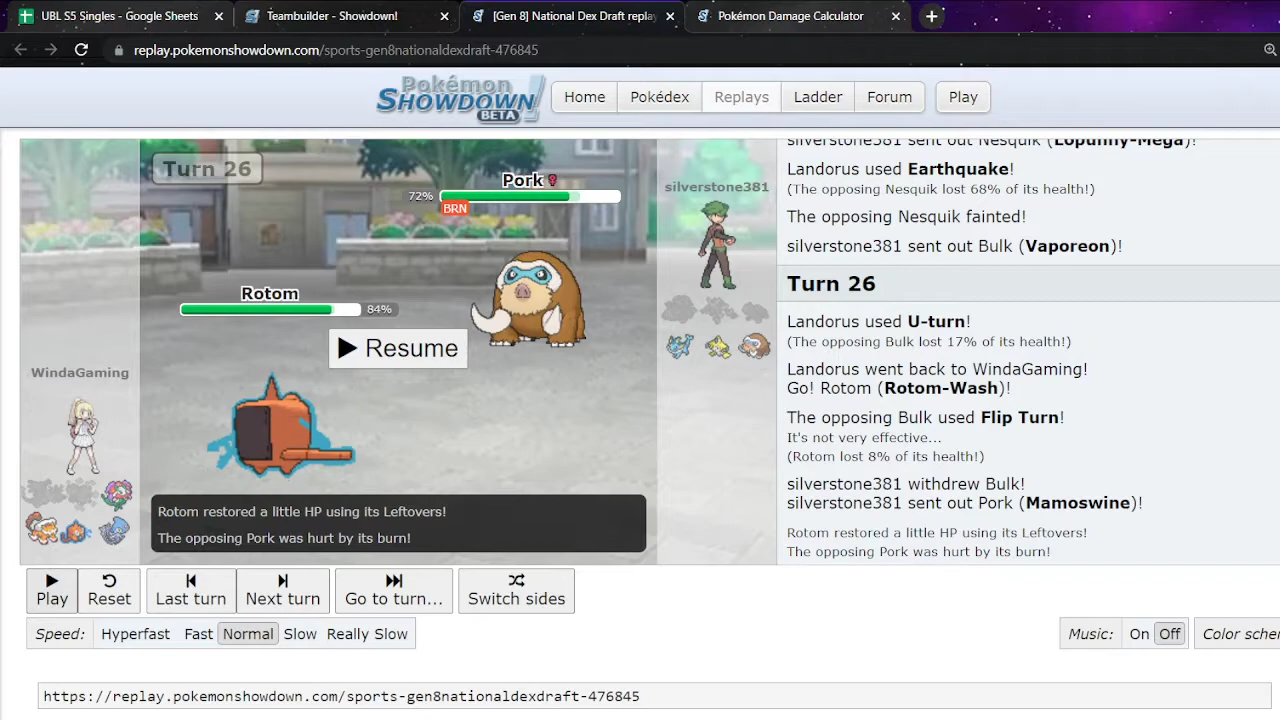 UBL S5 Singles - Google Sheets
Teambuilder - Showdown!
[Gen 8] National Dex Draft replay
Pokémon Damage Calculator
replay.pokemonshowdown.com/sports-gen8nationaldexdraft-476845
Pokémon
SHOWDOWN!
BETA
Home
Pokédex
Replays
Ladder
Forum
Play
Turn 26
Pork
72%
BRN
Rotom
84%
Resume
WindaGaming
silverstone381
Rotom restored a little HP using its Leftovers!
The opposing Pork was hurt by its burn!
silverstone381 sent out Nesquik (Lopunny-Mega)!
Landorus used Earthquake!
(The opposing Nesquik lost 68% of its health!)
The opposing Nesquik fainted!
silverstone381 sent out Bulk (Vaporeon)!
Turn 26
Landorus used U-turn!
(The opposing Bulk lost 17% of its health!)
Landorus went back to WindaGaming!
Go! Rotom (Rotom-Wash)!
The opposing Bulk used Flip Turn!
It's not very effective...
(Rotom lost 8% of its health!)
silverstone381 withdrew Bulk!
silverstone381 sent out Pork (Mamoswine)!
Rotom restored a little HP using its Leftovers!
The opposing Pork was hurt by its burn!
Play
Reset
Last turn
Next turn
Go to turn...
Switch sides
Speed: Hyperfast Fast Normal Slow Really Slow
Music: On Off
Color schem
https://replay.pokemonshowdown.com/sports-gen8nationaldexdraft-476845